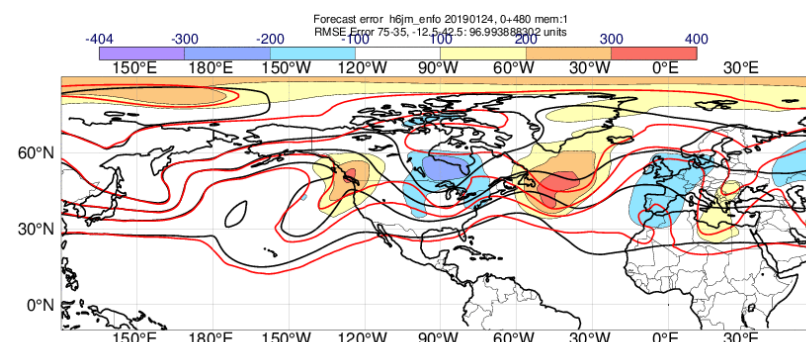 Forecast error h6jm_enfo 20190124, 0+480 mem:1
RMSE Error 75-35, -12.5-42.5: 96.993888302 units
-404 -300 -200 -100 100 200 300 400
150°E 180°E 150°W 120°W 90°W 60°W 30°W 0°E 30°E
60°N
30°N
0°N
150°E 180°E 150°W 120°W 90°W 60°W 30°W 0°E 30°E